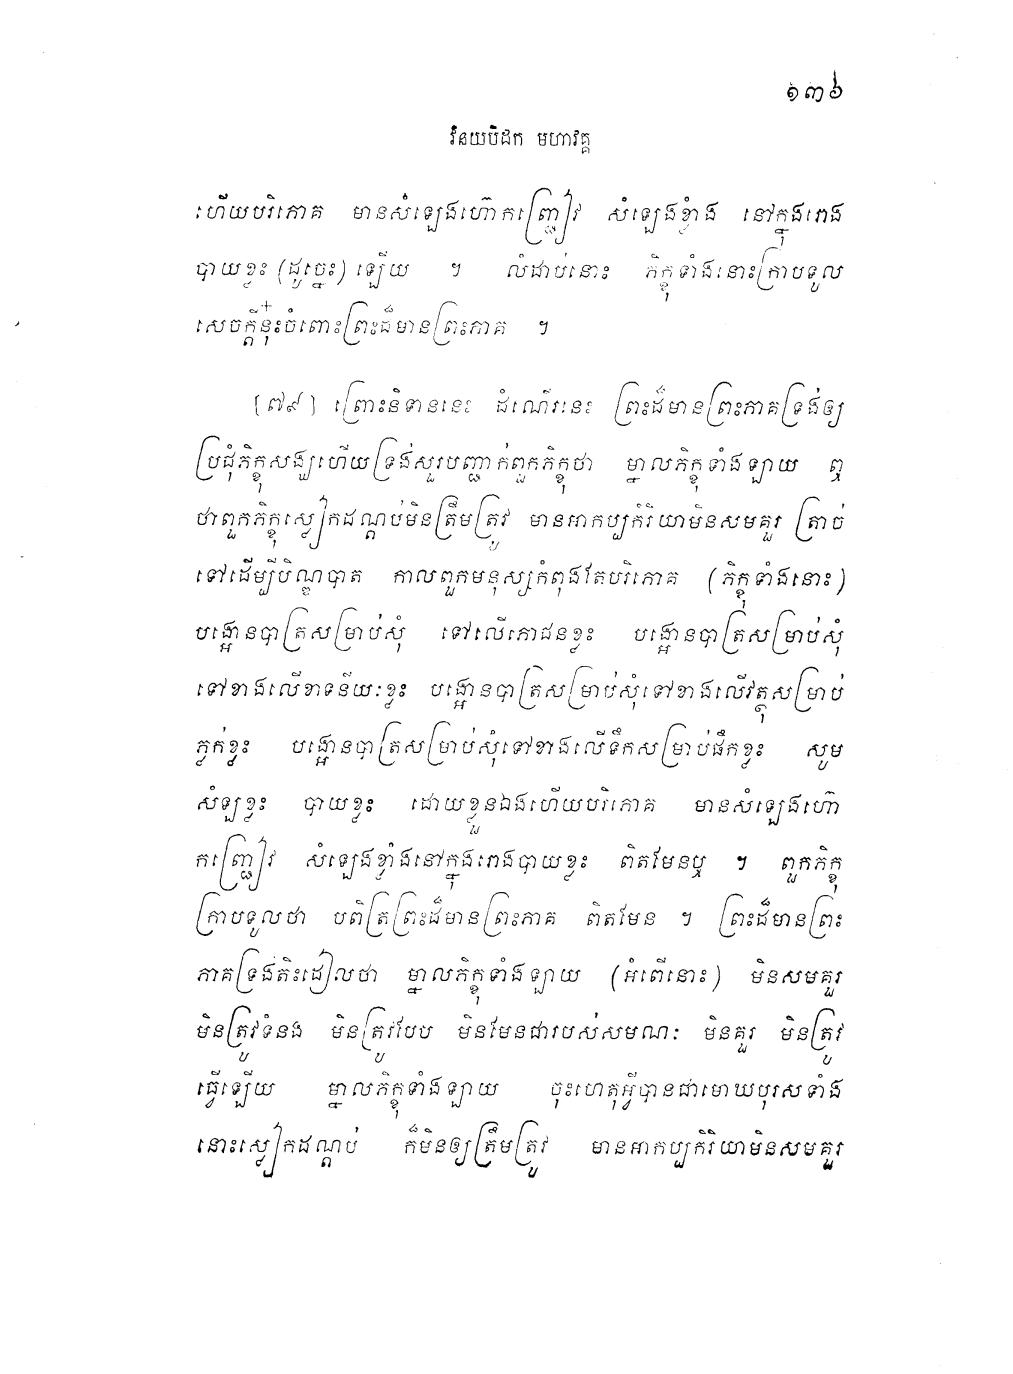 ១៣៦
វិនយបិដក មហាវគ្គ
ហើយបរិភោគ មានសំឡេងហ៊ោកញ្ជ្រៀវ សំឡេងខ្លាំង នៅក្នុងរោង
បាយខ្លះ (ដូច្នេះ) ឡើយ ។ លំដាប់នោះ ភិក្ខុទាំងនោះក្រាបទូល
សេចក្តីនុ៎ះចំពោះព្រះដ៏មានព្រះភាគ ។
[៧៩] ព្រោះនិទាននេះ ដំណើរនេះ ព្រះដ៏មានព្រះភាគទ្រង់ឲ្យ
ប្រជុំភិក្ខុសង្ឃហើយទ្រង់សួរបញ្ជាក់ពួកភិក្ខុថា ម្នាលភិក្ខុទាំងឡាយ ឮ
ថាពួកភិក្ខុស្លៀកដណ្តប់មិនត្រឹមត្រូវ មានអាកប្បកិរិយាមិនសមគួរ ត្រាច់
ទៅដើម្បីបិណ្ឌបាត កាលពួកមនុស្សកំពុងតែបរិភោគ (ភិក្ខុទាំងនោះ)
បង្អោនបាត្រសម្រាប់សុំ ទៅលើភោជនខ្លះ បង្អោនបាត្រសម្រាប់សុំ
ទៅខាងលើខាទនីយៈខ្លះ បង្អោនបាត្រសម្រាប់សុំទៅខាងលើវត្ថុសម្រាប់
ភ្លក់ខ្លះ បង្អោនបាត្រសម្រាប់សុំទៅខាងលើទឹកសម្រាប់ផឹកខ្លះ សូម
សំឡខ្លះ បាយខ្លះ ដោយខ្លួនឯងហើយបរិភោគ មានសំឡេងហ៊ោ
កញ្ជ្រៀវ សំឡេងខ្លាំងនៅក្នុងរោងបាយខ្លះ ពិតមែនឬ ។ ពួកភិក្ខុ
ក្រាបទូលថា បពិត្រព្រះដ៏មានព្រះភាគ ពិតមែន ។ ព្រះដ៏មានព្រះ
ភាគទ្រង់តិះដៀលថា ម្នាលភិក្ខុទាំងឡាយ (អំពើនោះ) មិនសមគួរ
មិនត្រូវទំនង មិនត្រូវបែប មិនមែនជារបស់សមណៈ មិនគួរ មិនត្រូវ
ធ្វើឡើយ ម្នាលភិក្ខុទាំងឡាយ ចុះហេតុអ្វីបានជាមោឃបុរសទាំង
នោះស្លៀកដណ្តប់ ក៏មិនឲ្យត្រឹមត្រូវ មានអាកប្បកិរិយាមិនសមគួរ